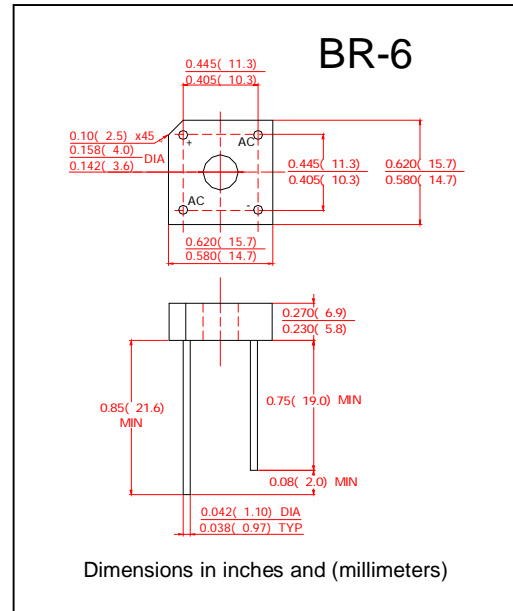 BR-6
0.445( 11.3)
0.405( 10.3)
0.10( 2.5) x45
0.158( 4.0)
0.142( 3.6) DIA
+
AC
AC
-
0.445( 11.3)
0.405( 10.3)
0.620( 15.7)
0.580( 14.7)
0.620( 15.7)
0.580( 14.7)
0.270( 6.9)
0.230( 5.8)
0.85( 21.6)
MIN
0.75( 19.0) MIN
0.08( 2.0) MIN
0.042( 1.10) DIA
0.038( 0.97) TYP
Dimensions in inches and (millimeters)